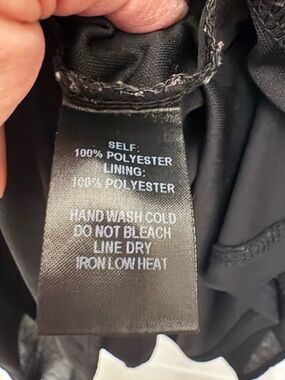 SELF:
100% POLYESTER
LINING:
100% POLYESTER
HAND WASH COLD
DO NOT BLEACH
LINE DRY
IRON LOW HEAT